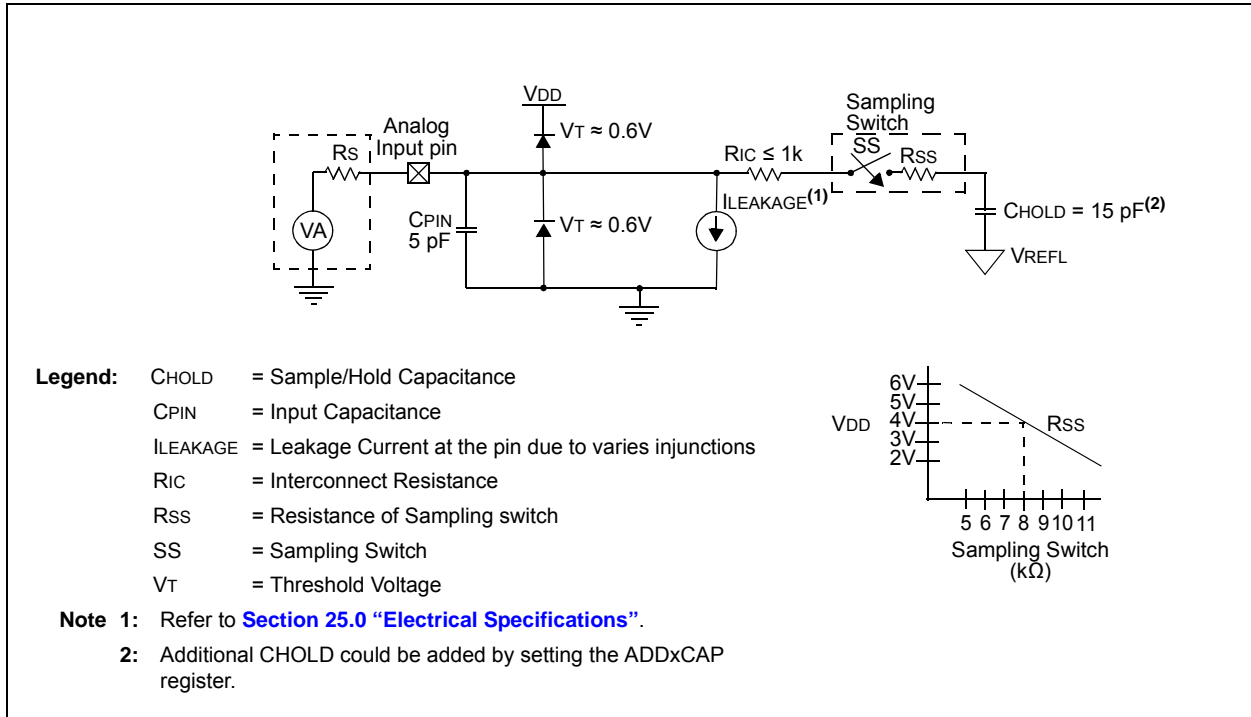 VDD
VT ≈ 0.6V
Analog
Input pin
RS
VA
CPIN
5 pF
VT ≈ 0.6V
ILEAKAGE(1)
RIC ≤ 1k
Sampling
Switch
SS
RSS
CHOLD = 15 pF(2)
VREFL
Legend: CHOLD = Sample/Hold Capacitance
CPIN = Input Capacitance
ILEAKAGE = Leakage Current at the pin due to varies injunctions
RIC = Interconnect Resistance
RSS = Resistance of Sampling switch
SS = Sampling Switch
VT = Threshold Voltage
6V
5V
4V
3V
2V
VDD
RSS
5 6 7 8 9 10 11
Sampling Switch
(kΩ)
Note 1: Refer to Section 25.0 “Electrical Specifications”.
2: Additional CHOLD could be added by setting the ADDxCAP
register.